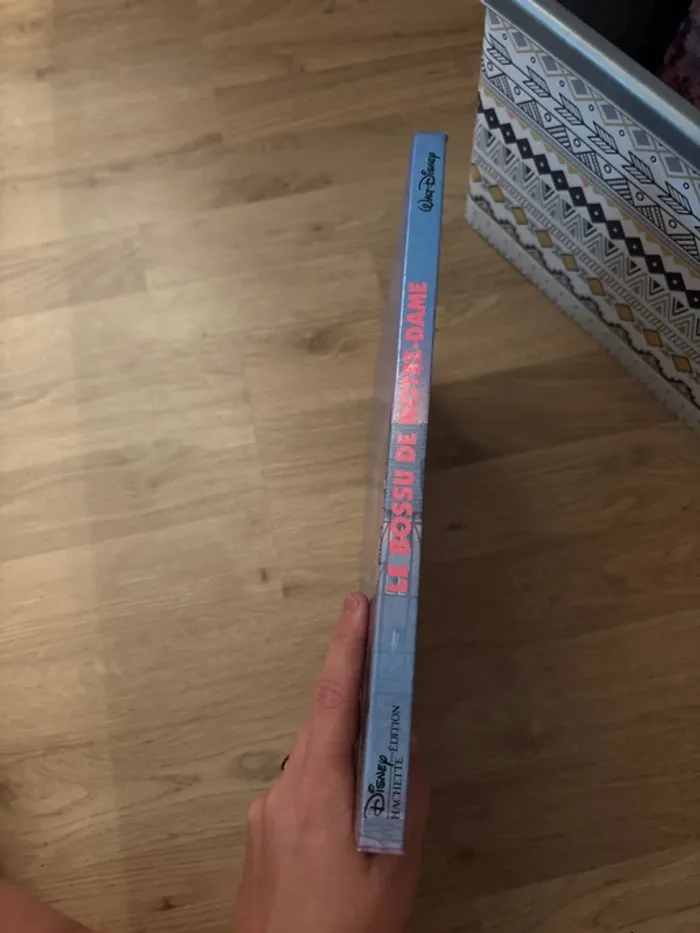 WALT DISNEY
LE BOSSU DE NOTRE-DAME
DISNEY
HACHETTE ÉDITION